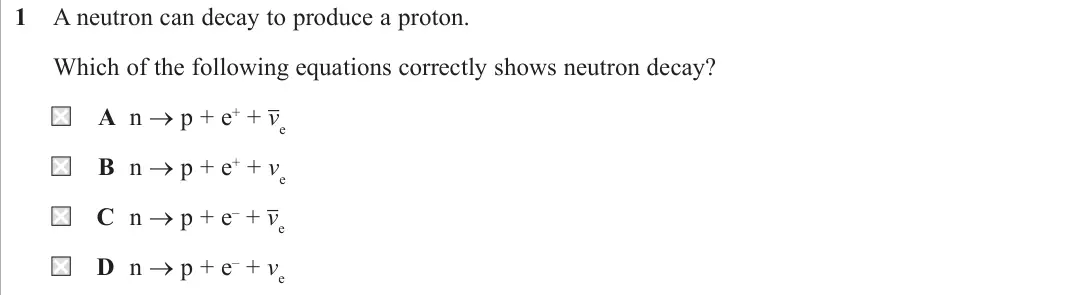 1 A neutron can decay to produce a proton.
Which of the following equations correctly shows neutron decay?
A n → p + e⁺ + ν̅ₑ
B n → p + e⁺ + νₑ
C n → p + e⁻ + ν̅ₑ
D n → p + e⁻ + νₑ